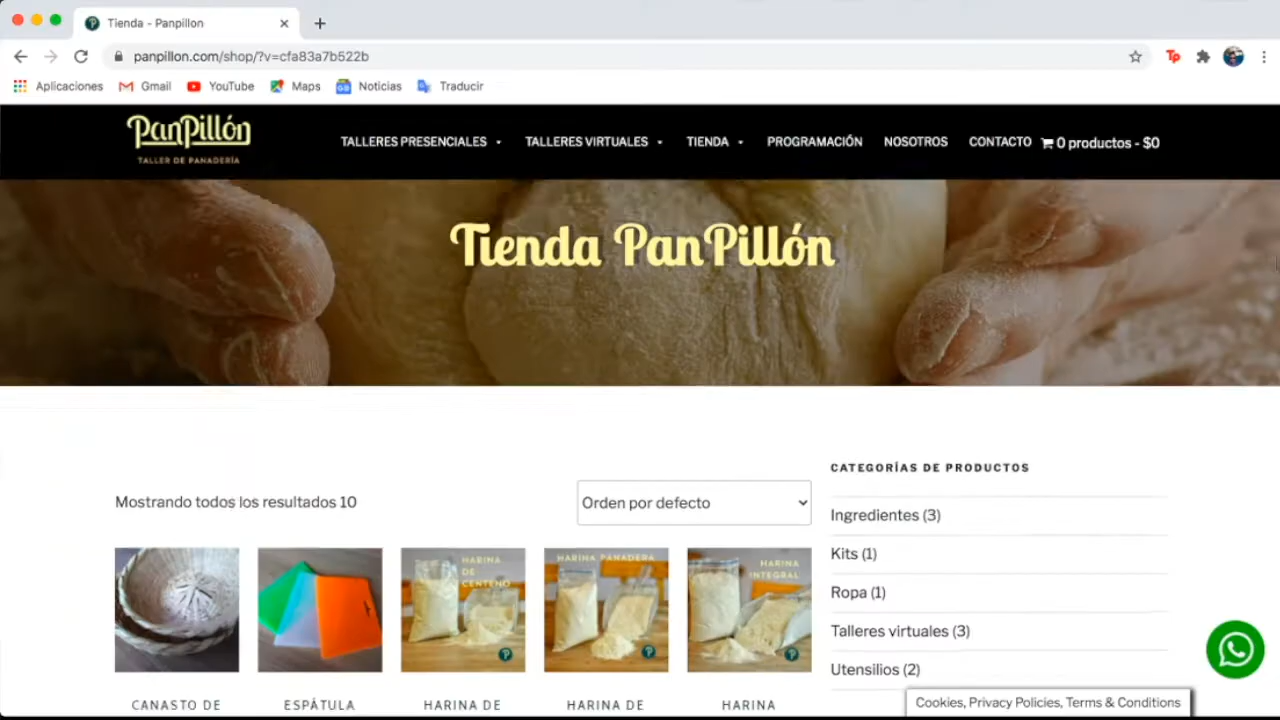 Tienda - Panpillon
panpillon.com/shop/?v=cfa83a7b522b
Tp
Aplicaciones Gmail YouTube Maps Noticias Traducir
PanPillón
TALLER DE PANADERÍA
TALLERES PRESENCIALES TALLERES VIRTUALES TIENDA PROGRAMACIÓN NOSOTROS CONTACTO 0 productos - $0
Tienda PanPillón
CATEGORÍAS DE PRODUCTOS
Mostrando todos los resultados 10
Orden por defecto
Ingredientes (3)
Kits (1)
Ropa (1)
Talleres virtuales (3)
Utensilios (2)
HARINA
DE
CENTENO
HARINA PANADERA
HARINA
INTEGRAL
CANASTO DE ESPÁTULA HARINA DE HARINA DE HARINA
Cookies, Privacy Policies, Terms & Conditions